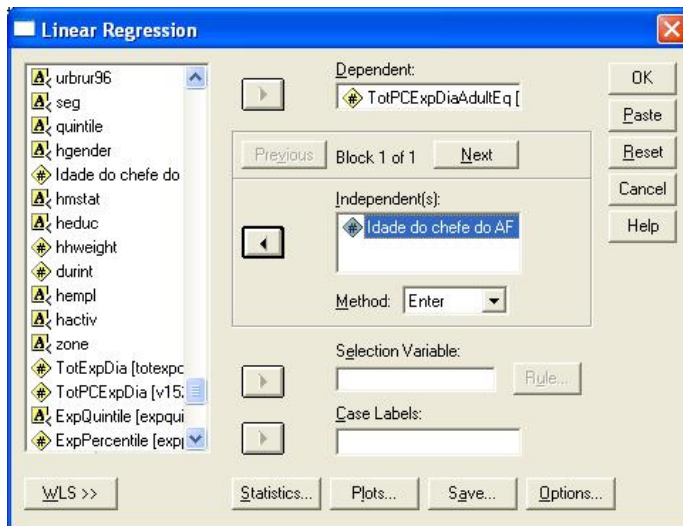 Linear Regression
urbrur96
seg
quintile
hgender
Idade do chefe do
hmstat
heduc
hhweight
durint
hempl
hactiv
zone
TotExpDia [totexpc
TotPCExpDia [v15
ExpQuintile [expqui
ExpPercentile [exp
WLS >>
Dependent:
TotPCExpDiaAdultEq [
Previous Block 1 of 1 Next
Independent(s):
Idade do chefe do AF
Method: Enter
Selection Variable:
Rule...
Case Labels:
Statistics... Plots... Save... Options...
OK
Paste
Reset
Cancel
Help